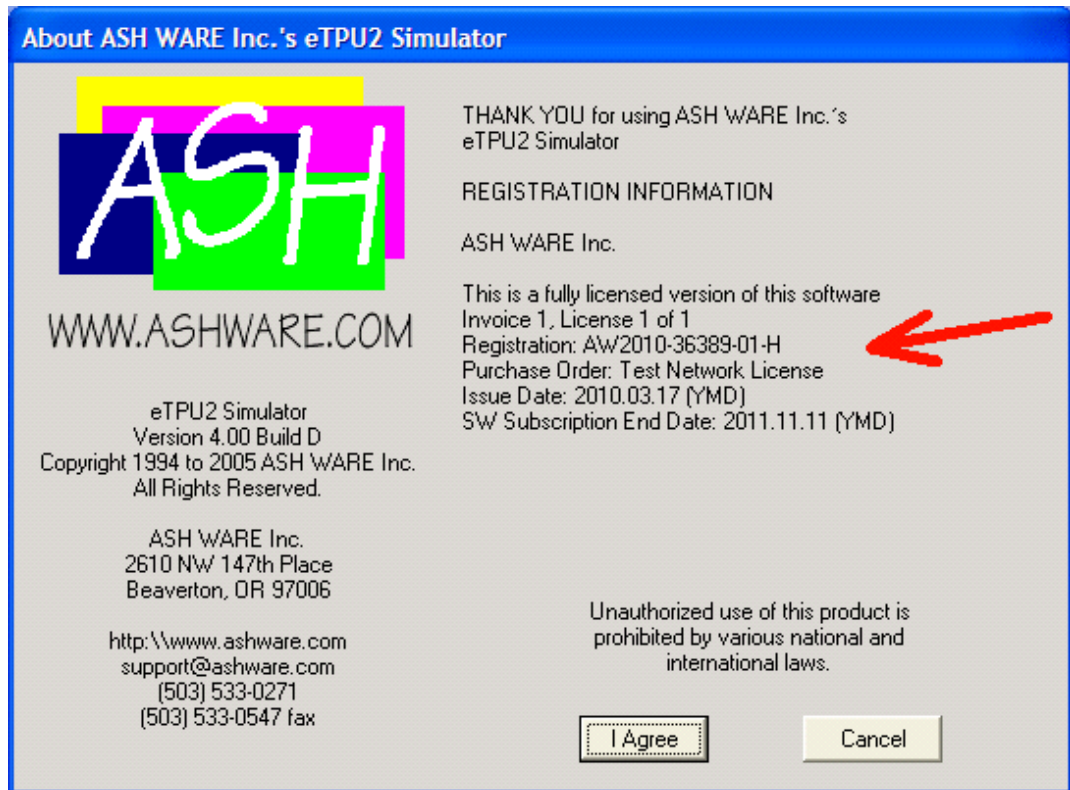 About ASH WARE Inc.'s eTPU2 Simulator
ASH
WWW.ASHWARE.COM
eTPU2 Simulator
Version 4.00 Build D
Copyright 1994 to 2005 ASH WARE Inc.
All Rights Reserved.
ASH WARE Inc.
2610 NW 147th Place
Beaverton, OR 97006
http:\\www.ashware.com
support@ashware.com
(503) 533-0271
(503) 533-0547 fax
THANK YOU for using ASH WARE Inc.'s
eTPU2 Simulator
REGISTRATION INFORMATION
ASH WARE Inc.
This is a fully licensed version of this software
Invoice 1, License 1 of 1
Registration: AW2010-36389-01-H
Purchase Order: Test Network License
Issue Date: 2010.03.17 (YMD)
SW Subscription End Date: 2011.11.11 (YMD)
Unauthorized use of this product is
prohibited by various national and
international laws.
I Agree
Cancel